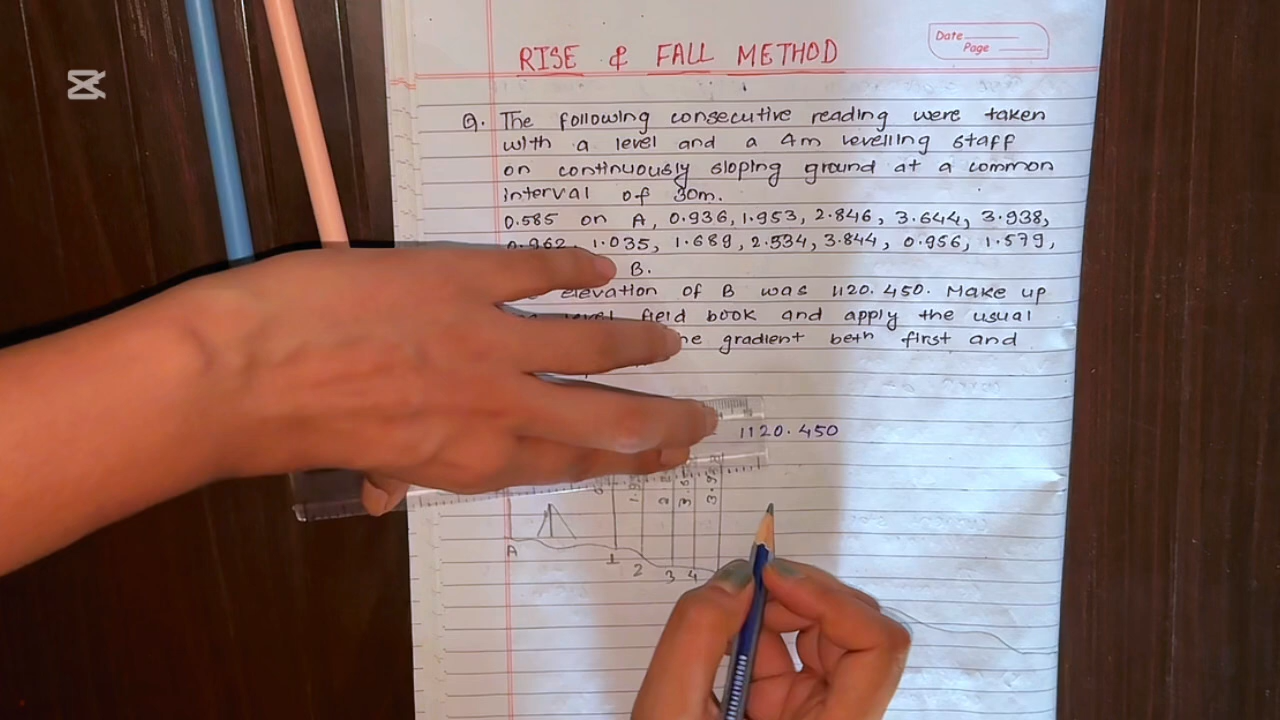 Date
Page
RISE & FALL METHOD
Q. The following consecutive reading were taken
with a level and a 4m levelling staff
on continuously sloping ground at a common
interval of 30m.
0.585 on A, 0.936, 1.953, 2.846, 3.644, 3.938,
0.962, 1.035, 1.689, 2.534, 3.844, 0.956, 1.579,
B.
elevation of B was 1120.450. Make up
level field book and apply the usual
gradient betn first and
1120.450
A
1
2
3
4